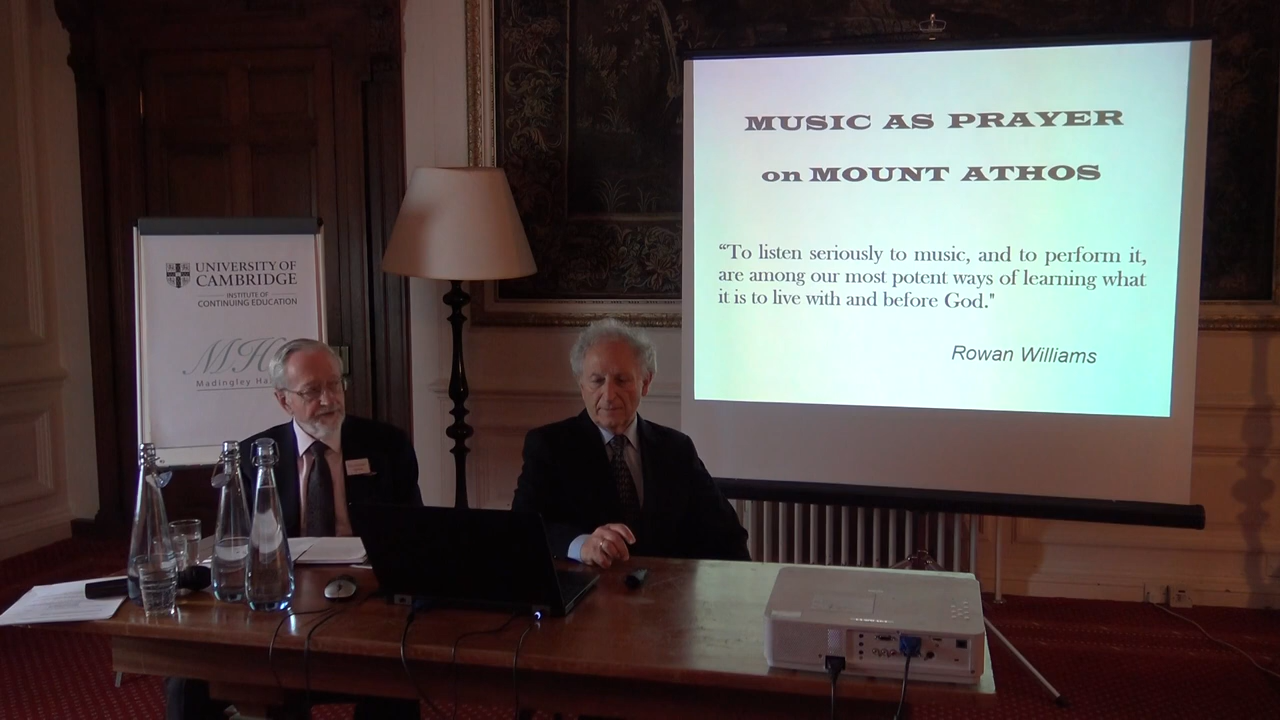 UNIVERSITY OF
CAMBRIDGE
INSTITUTE OF
CONTINUING EDUCATION
Madingley
MUSIC AS PRAYER
on MOUNT ATHOS
“To listen seriously to music, and to perform it,
are among our most potent ways of learning what
it is to live with and before God."
Rowan Williams